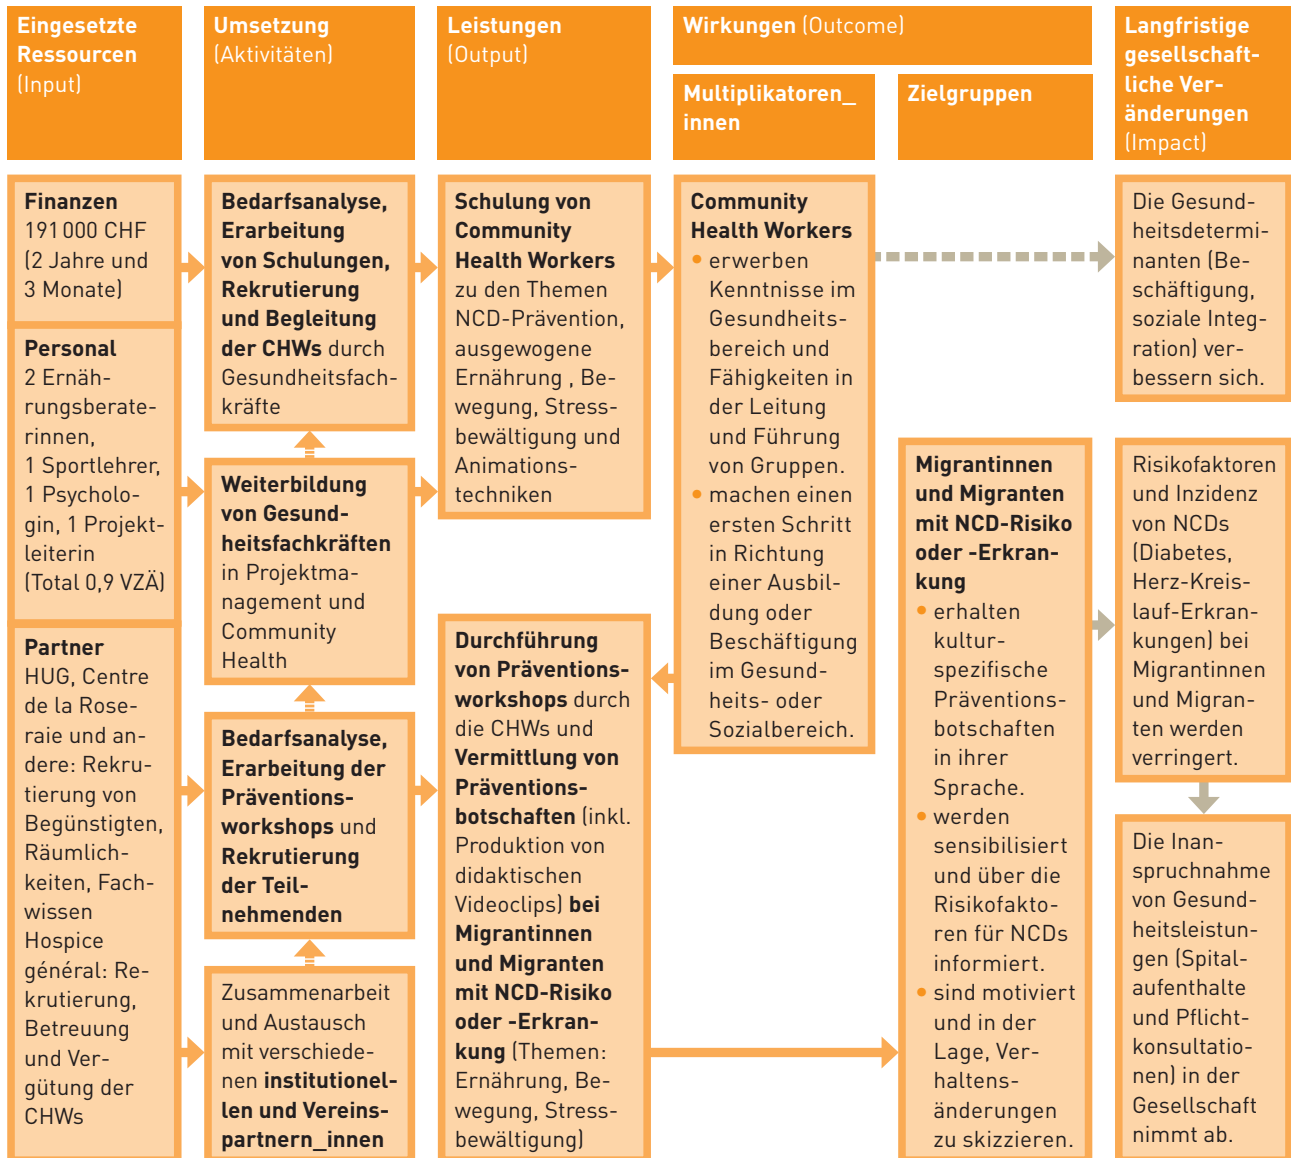 Eingesetzte
Ressourcen
(Input)
Umsetzung
(Aktivitäten)
Leistungen
(Output)
Wirkungen (Outcome)
Multiplikatoren_
innen
Zielgruppen
Langfristige
gesellschaft-
liche Ver-
änderungen
(Impact)
Finanzen
191 000 CHF
(2 Jahre und
3 Monate)
Personal
2 Ernäh-
rungsberate-
rinnen,
1 Sportlehrer,
1 Psycholo-
gin, 1 Projekt-
leiterin
(Total 0,9 VZÄ)
Partner
HUG, Centre
de la Rose-
raie und an-
dere: Rekru-
tierung von
Begünstigten,
Räumlich-
keiten, Fach-
wissen
Hospice
général: Re-
krutierung,
Betreuung
und Ver-
gütung der
CHWs
Bedarfsanalyse,
Erarbeitung
von Schulungen,
Rekrutierung
und Begleitung
der CHWs durch
Gesundheitsfach-
kräfte
Weiterbildung
von Gesund-
heitsfachkräften
in Projektma-
nagement und
Community
Health
Bedarfsanalyse,
Erarbeitung der
Präventions-
workshops und
Rekrutierung
der Teil-
nehmenden
Zusammenarbeit
und Austausch
mit verschiede-
nen institutionel-
len und Vereins-
partnern_innen
Schulung von
Community
Health Workers
zu den Themen
NCD-Prävention,
ausgewogene
Ernährung , Be-
wegung, Stress-
bewältigung und
Animations-
techniken
Durchführung
von Präventions-
workshops durch
die CHWs und
Vermittlung von
Präventions-
botschaften (inkl.
Produktion von
didaktischen
Videoclips) bei
Migrantinnen
und Migranten
mit NCD-Risiko
oder -Erkran-
kung (Themen:
Ernährung, Be-
wegung, Stress-
bewältigung)
Community
Health Workers
• erwerben
Kenntnisse im
Gesundheits-
bereich und
Fähigkeiten in
der Leitung
und Führung
von Gruppen.
• machen einen
ersten Schritt
in Richtung
einer Ausbil-
dung oder
Beschäftigung
im Gesund-
heits- oder
Sozialbereich.
Migrantinnen
und Migranten
mit NCD-Risiko
oder -Erkran-
kung
• erhalten
kultur-
spezifische
Präventions-
botschaften
in ihrer
Sprache.
• werden
sensibilisiert
und über die
Risikofakto-
ren für NCDs
informiert.
• sind motiviert
und in der
Lage, Ver-
haltens-
änderungen
zu skizzieren.
Die Gesund-
heitsdetermi-
nanten (Be-
schäftigung,
soziale Integ-
ration) ver-
bessern sich.
Risikofaktoren
und Inzidenz
von NCDs
(Diabetes,
Herz-Kreis-
lauf-Erkran-
kungen) bei
Migrantinnen
und Migran-
ten werden
verringert.
Die Inan-
spruchnahme
von Gesund-
heitsleistun-
gen (Spital-
aufenthalte
und Pflicht-
konsultatio-
nen) in der
Gesellschaft
nimmt ab.